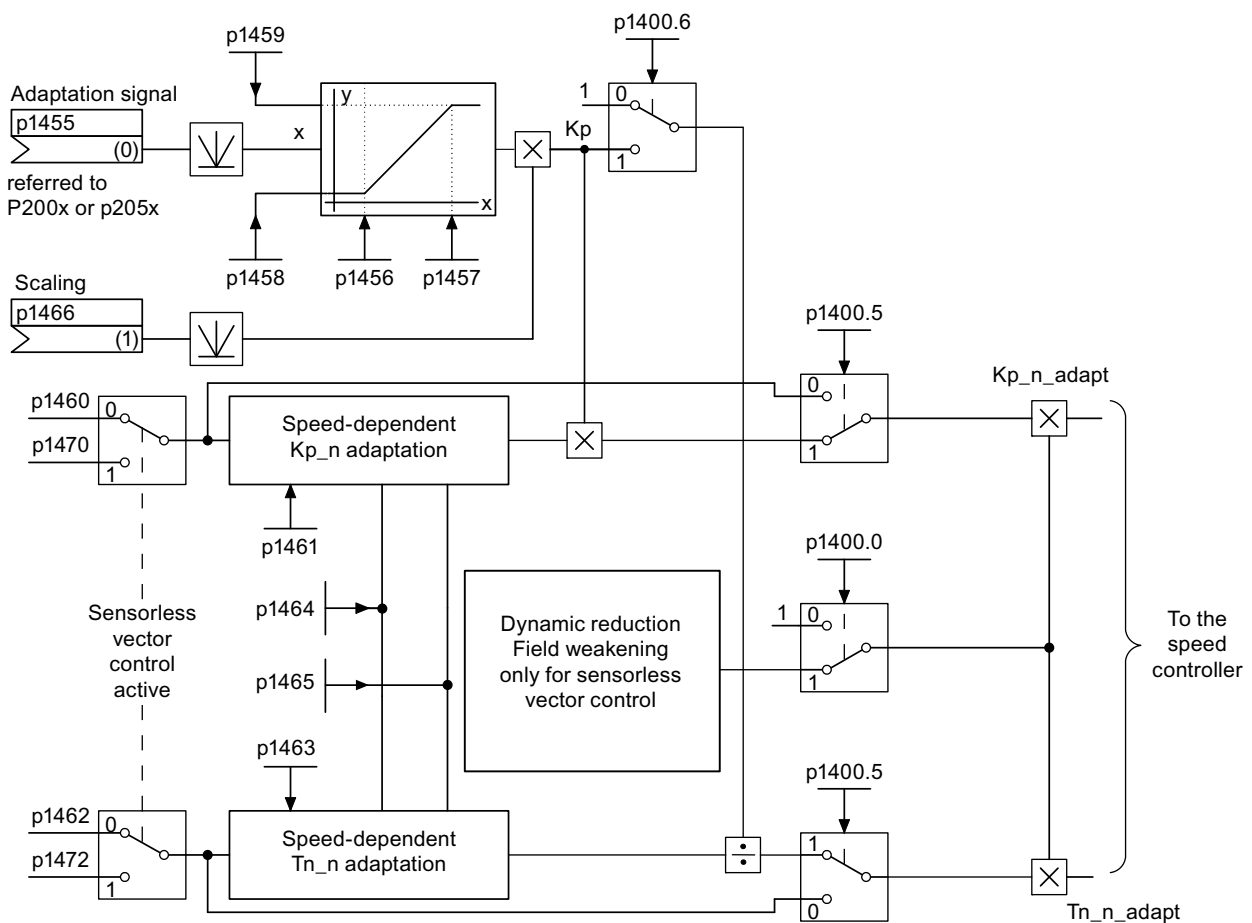 p1459
p1400.6
Adaptation signal
p1455
(0)
referred to
P200x or p205x
x
y
x
Kp
1
0
1
p1458
p1456
p1457
Scaling
p1466
(1)
p1400.5
Kp_n_adapt
p1460
0
p1470
1
Speed-dependent
Kp_n adaptation
0
1
p1461
p1400.0
Sensorless
vector
control
active
p1464
p1465
Dynamic reduction
Field weakening
only for sensorless
vector control
1
0
1
To the
speed
controller
p1463
p1400.5
p1462
0
p1472
1
Speed-dependent
Tn_n adaptation
1
0
Tn_n_adapt